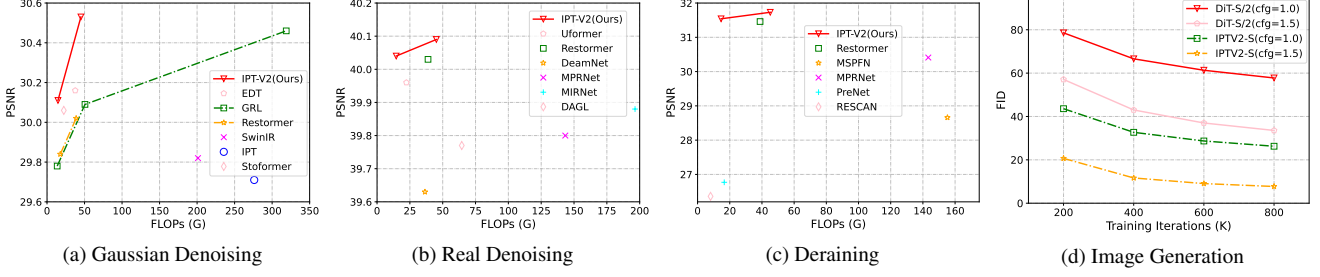 30.6
30.4
30.2
30.0
29.8
29.6
PSNR
0 50 100 150 200 250 300 350
FLOPs (G)
IPT-V2(Ours)
EDT
GRL
Restormer
SwinIR
IPT
Stoformer
(a) Gaussian Denoising
40.2
40.1
40.0
39.9
39.8
39.7
39.6
PSNR
0 25 50 75 100 125 150 175 200
FLOPs (G)
IPT-V2(Ours)
Uformer
Restormer
DeamNet
MPRNet
MIRNet
DAGL
(b) Real Denoising
32
31
30
29
28
27
PSNR
0 20 40 60 80 100 120 140 160
FLOPs (G)
IPT-V2(Ours)
Restormer
MSPFN
MPRNet
PreNet
RESCAN
(c) Deraining
80
60
40
20
0
FID
200 400 600 800
Training Iterations (K)
DiT-S/2(cfg=1.0)
DiT-S/2(cfg=1.5)
IPTV2-S(cfg=1.0)
IPTV2-S(cfg=1.5)
(d) Image Generation